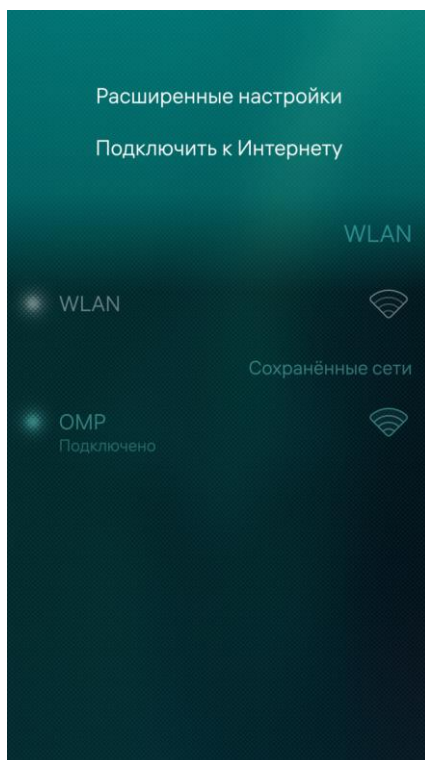 Расширенные настройки
Подключить к Интернету
WLAN
WLAN
Сохранённые сети
OMP
Подключено